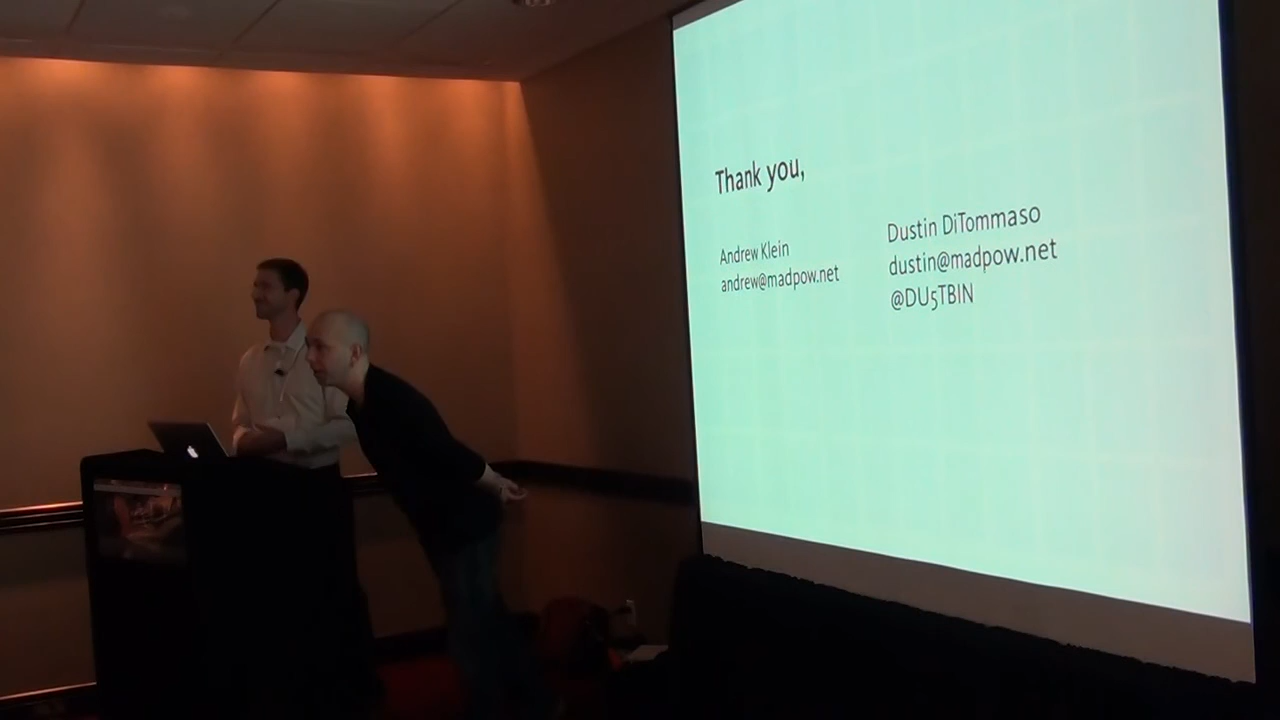 Thank you,
Andrew Klein
andrew@madpow.net
Dustin DiTommaso
dustin@madpow.net
@DU5TBIN